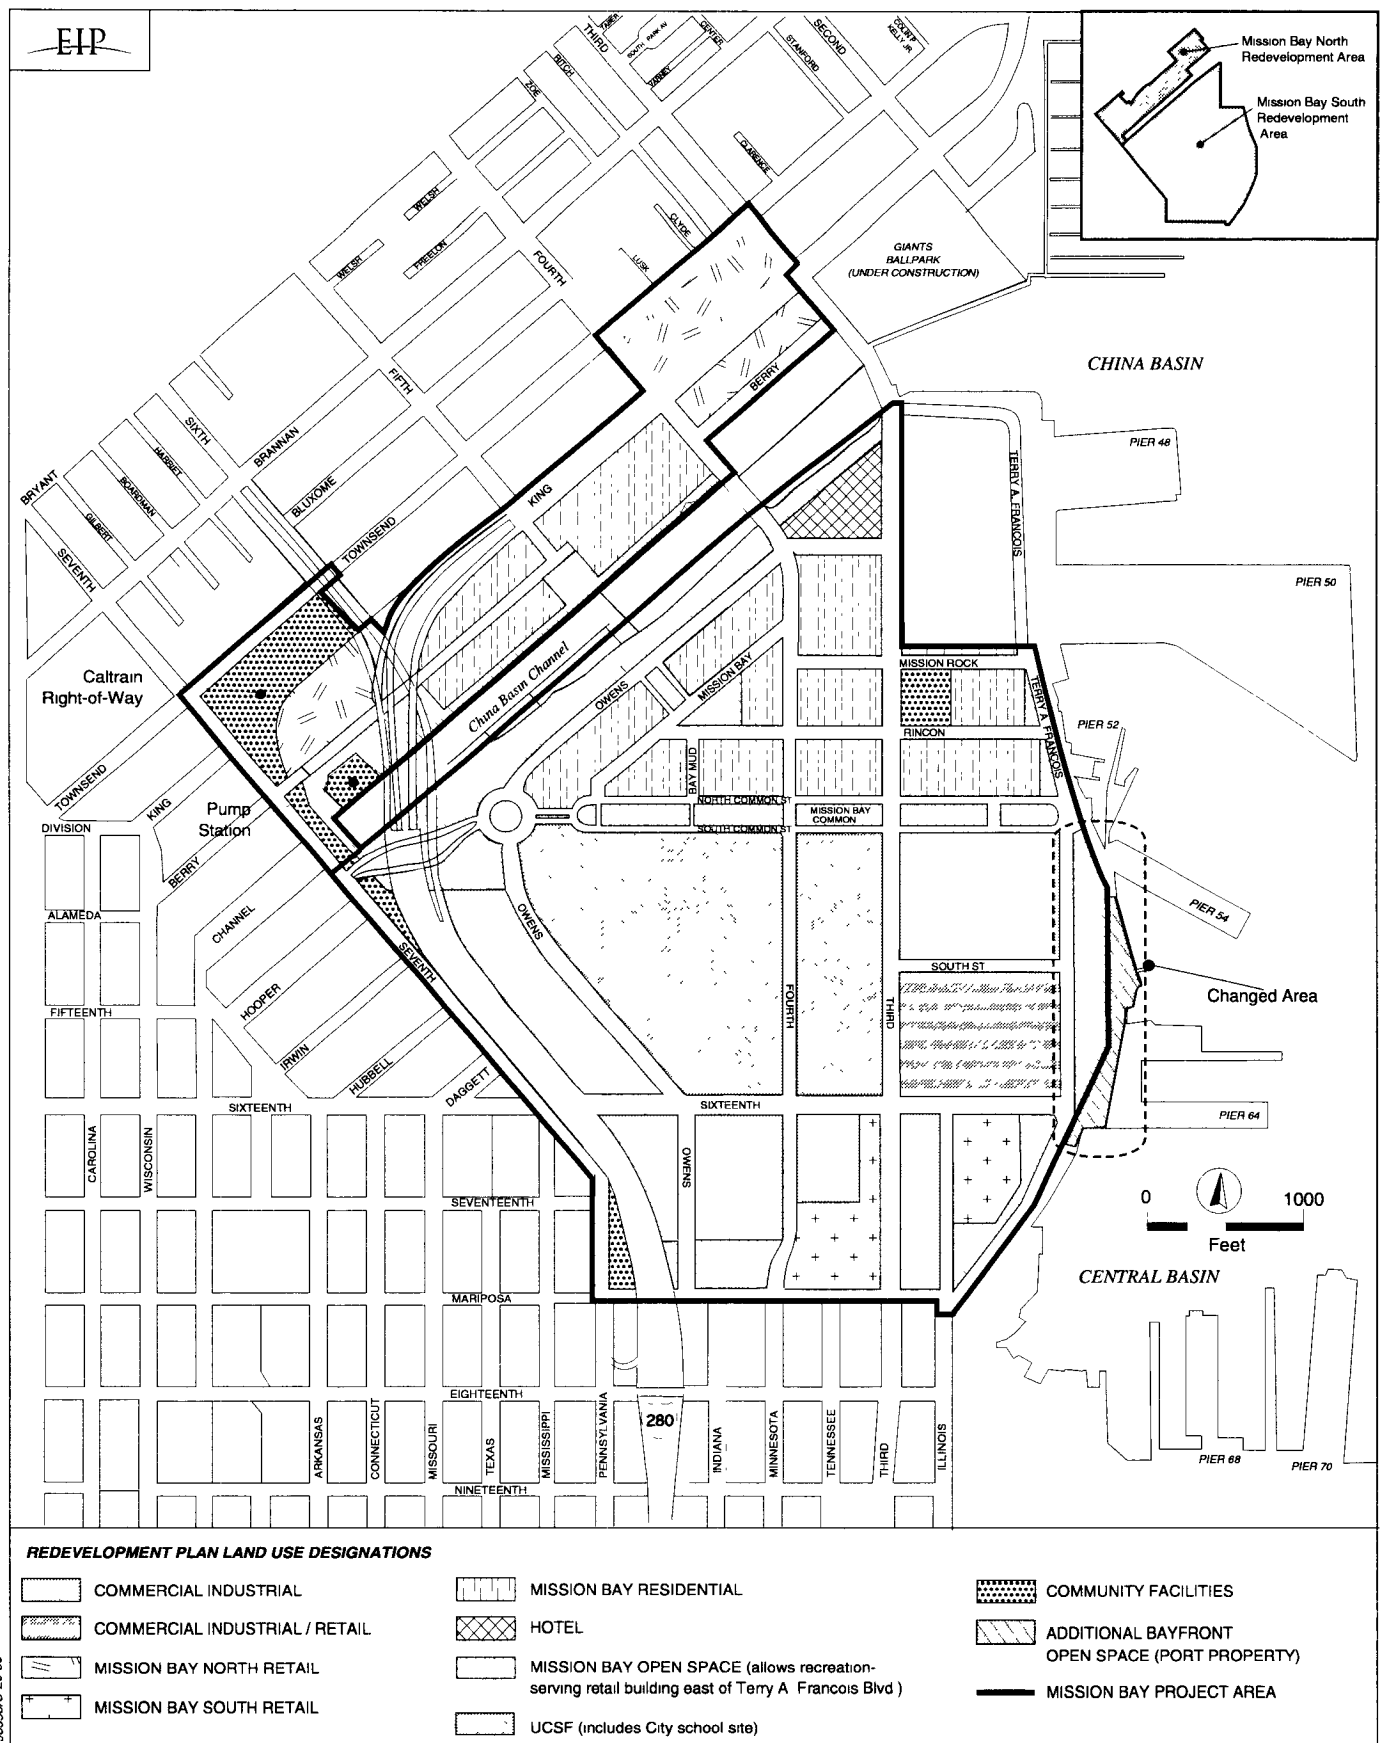 EIP
TABER
THIRD
SOUTH PARK AV
CENTER
VARNEY
SECOND
STANFORD
COLIN P
KELLY JR
RITCH
ZOE
CLARENCE
WELSH
CLYDE
WELSH
FREELON
LUSK
FOURTH
Mission Bay North
Redevelopment Area
Mission Bay South
Redevelopment
Area
GIANTS
BALLPARK
(UNDER CONSTRUCTION)
CHINA BASIN
BERRY
FIFTH
SIXTH
BRANNAN
HARRIET
BRYANT
BOARDMAN
GILBERT
BLUXOME
KING
TOWNSEND
SEVENTH
PIER 48
TERRY A. FRANCOIS
PIER 50
Caltrain
Right-of-Way
China Basin Channel
OWENS
MISSION BAY
MISSION ROCK
TERRY A. FRANCOIS
RINCON
PIER 52
BAY MUD
TOWNSEND
KING
Pump
Station
DIVISION
BERRY
NORTH COMMON ST
MISSION BAY
COMMON
SOUTH COMMON ST
ALAMEDA
CHANNEL
OWENS
SEVENTH
PIER 54
SOUTH ST
Changed Area
FIFTEENTH
HOOPER
IRWIN
HUBBELL
DAGGETT
FOURTH
THIRD
SIXTEENTH
SIXTEENTH
PIER 64
CAROLINA
WISCONSIN
OWENS
SEVENTEENTH
0 1000
Feet
CENTRAL BASIN
MARIPOSA
EIGHTEENTH
280
ARKANSAS
CONNECTICUT
MISSOURI
TEXAS
MISSISSIPPI
PENNSYLVANIA
INDIANA
MINNESOTA
TENNESSEE
THIRD
ILLINOIS
NINETEENTH
PIER 68
PIER 70
REDEVELOPMENT PLAN LAND USE DESIGNATIONS
COMMERCIAL INDUSTRIAL
COMMERCIAL INDUSTRIAL / RETAIL
MISSION BAY NORTH RETAIL
MISSION BAY SOUTH RETAIL
MISSION BAY RESIDENTIAL
HOTEL
MISSION BAY OPEN SPACE (allows recreation-
serving retail building east of Terry A Francois Blvd )
UCSF (includes City school site)
COMMUNITY FACILITIES
ADDITIONAL BAYFRONT
OPEN SPACE (PORT PROPERTY)
MISSION BAY PROJECT AREA